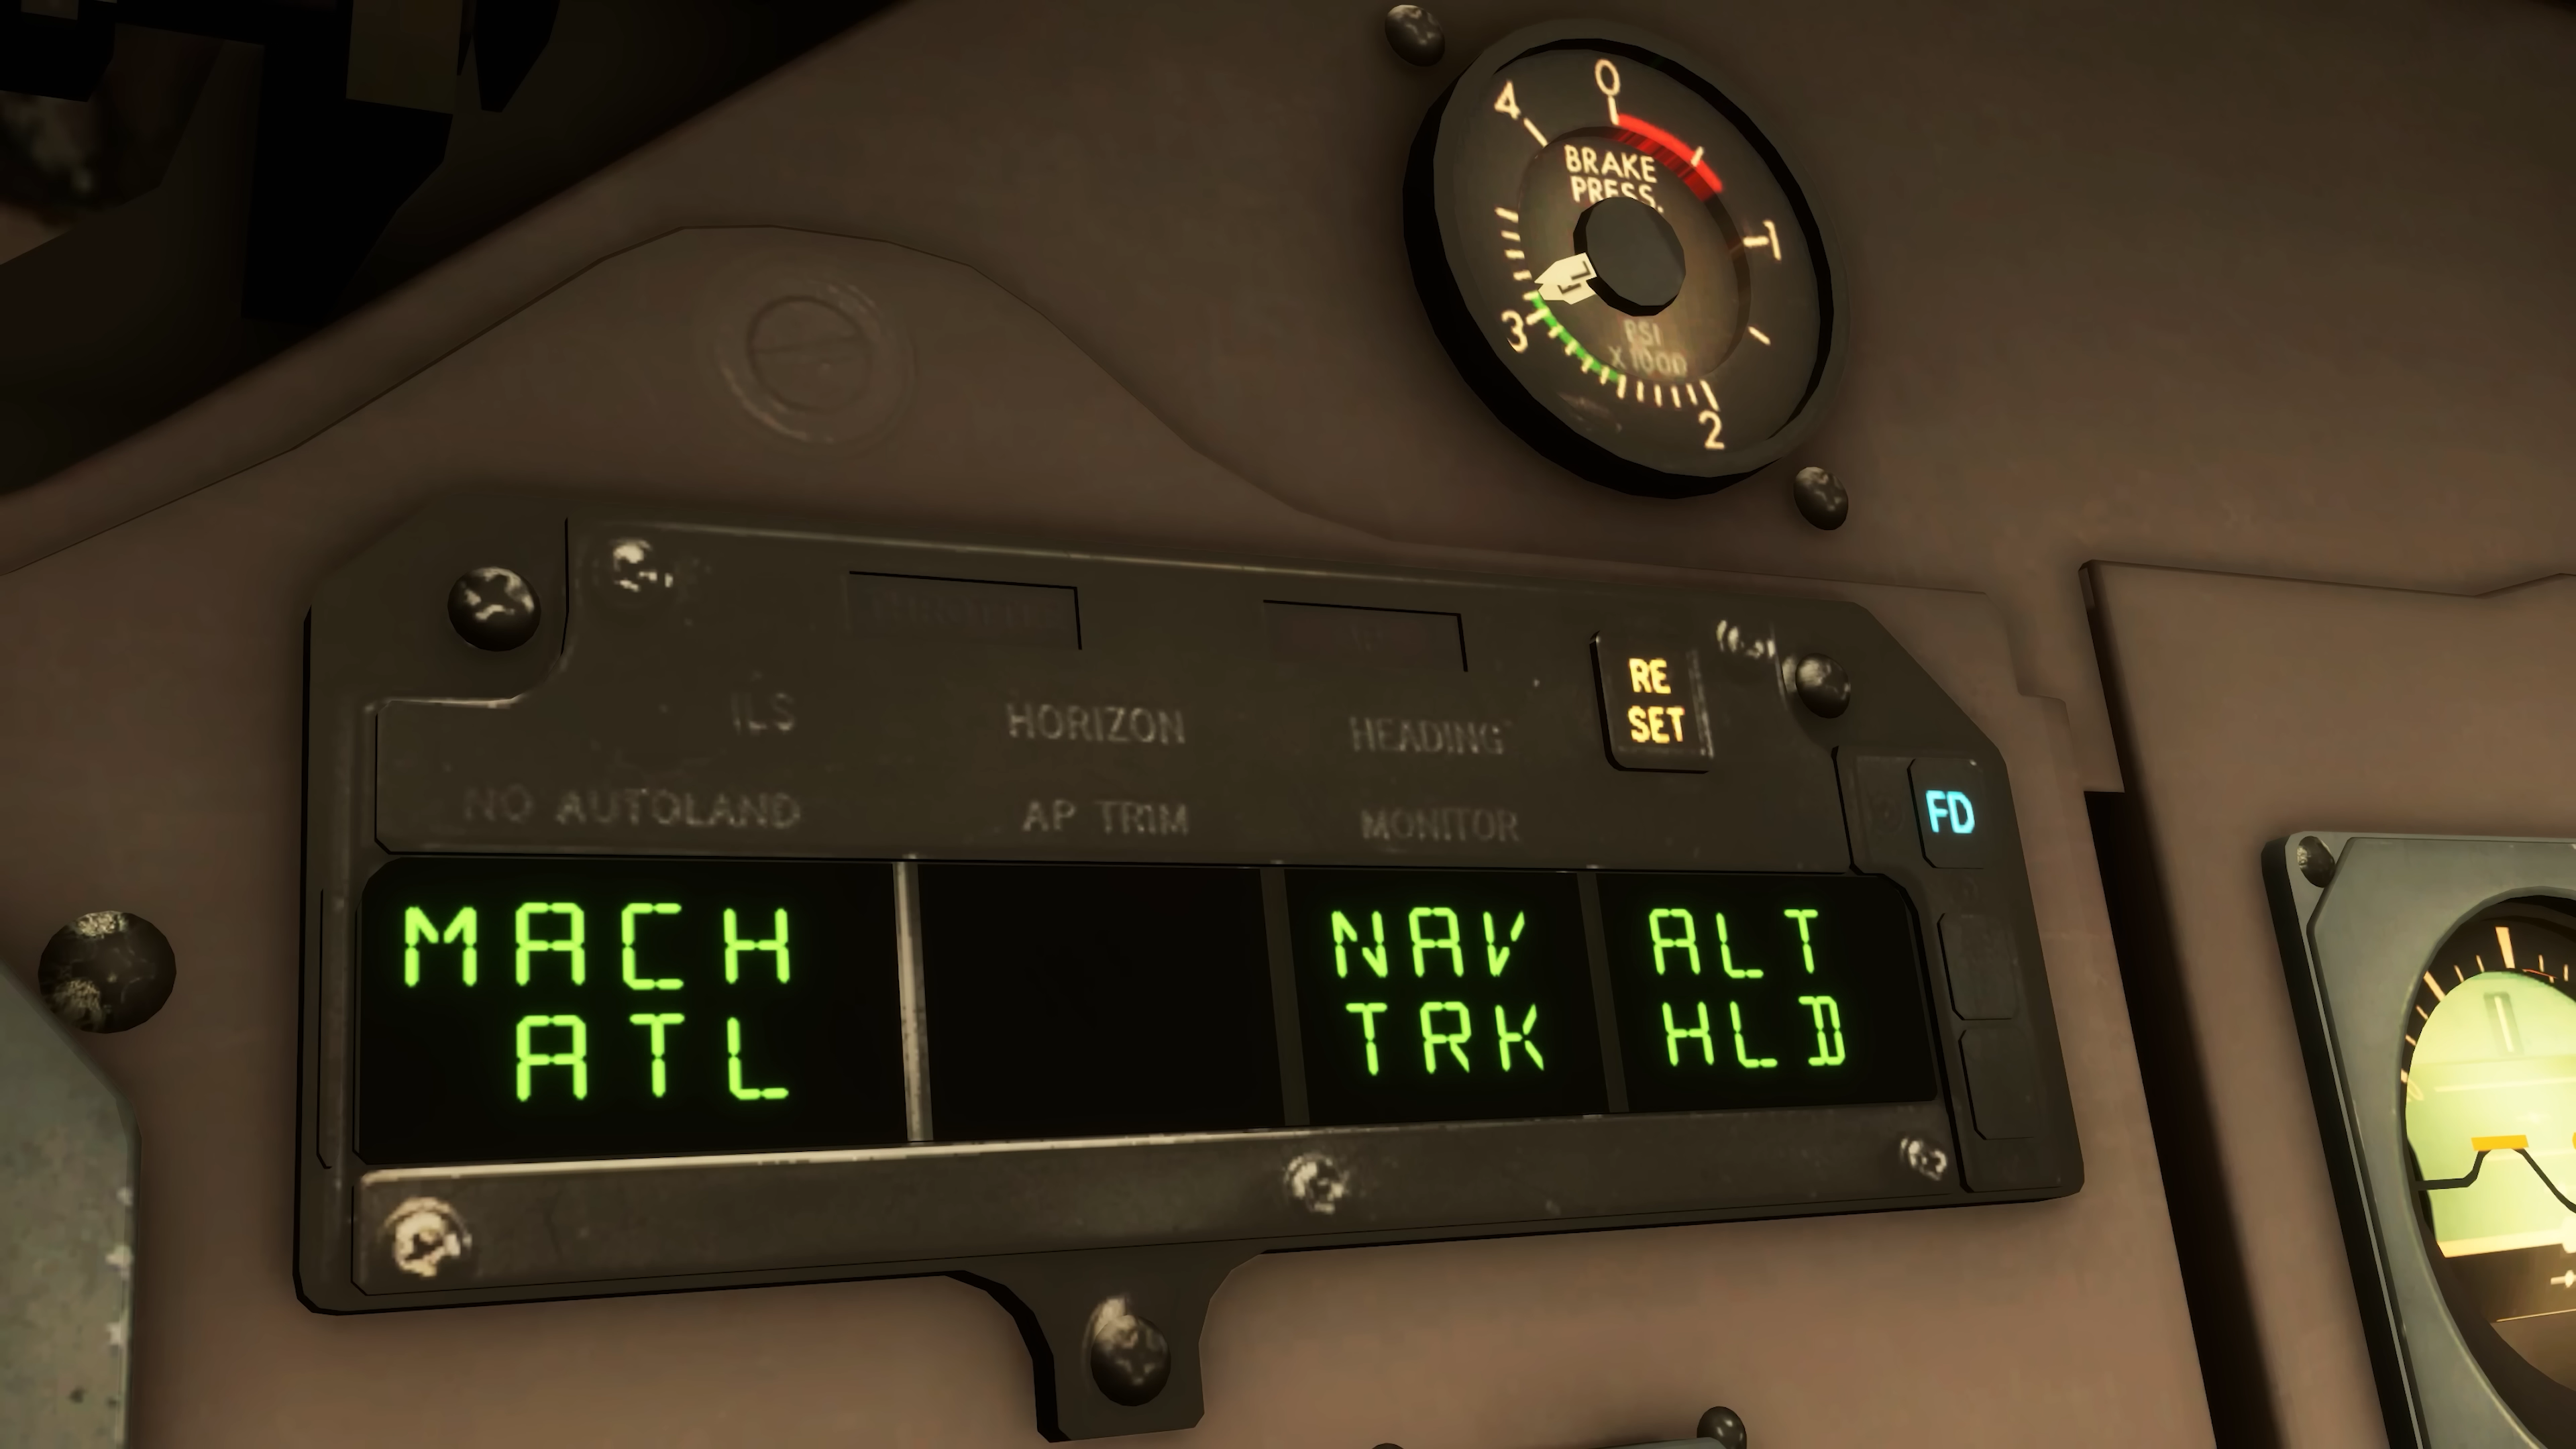 0
4
BRAKE
PRESS.
1
L
3
PSI
X 1000
2
RE
SET
ILS
HORIZON
HEADING
NO AUTOLAND
AP TRIM
MONITOR
FD
MACH
ATL
NAV
TRK
ALT
HLD